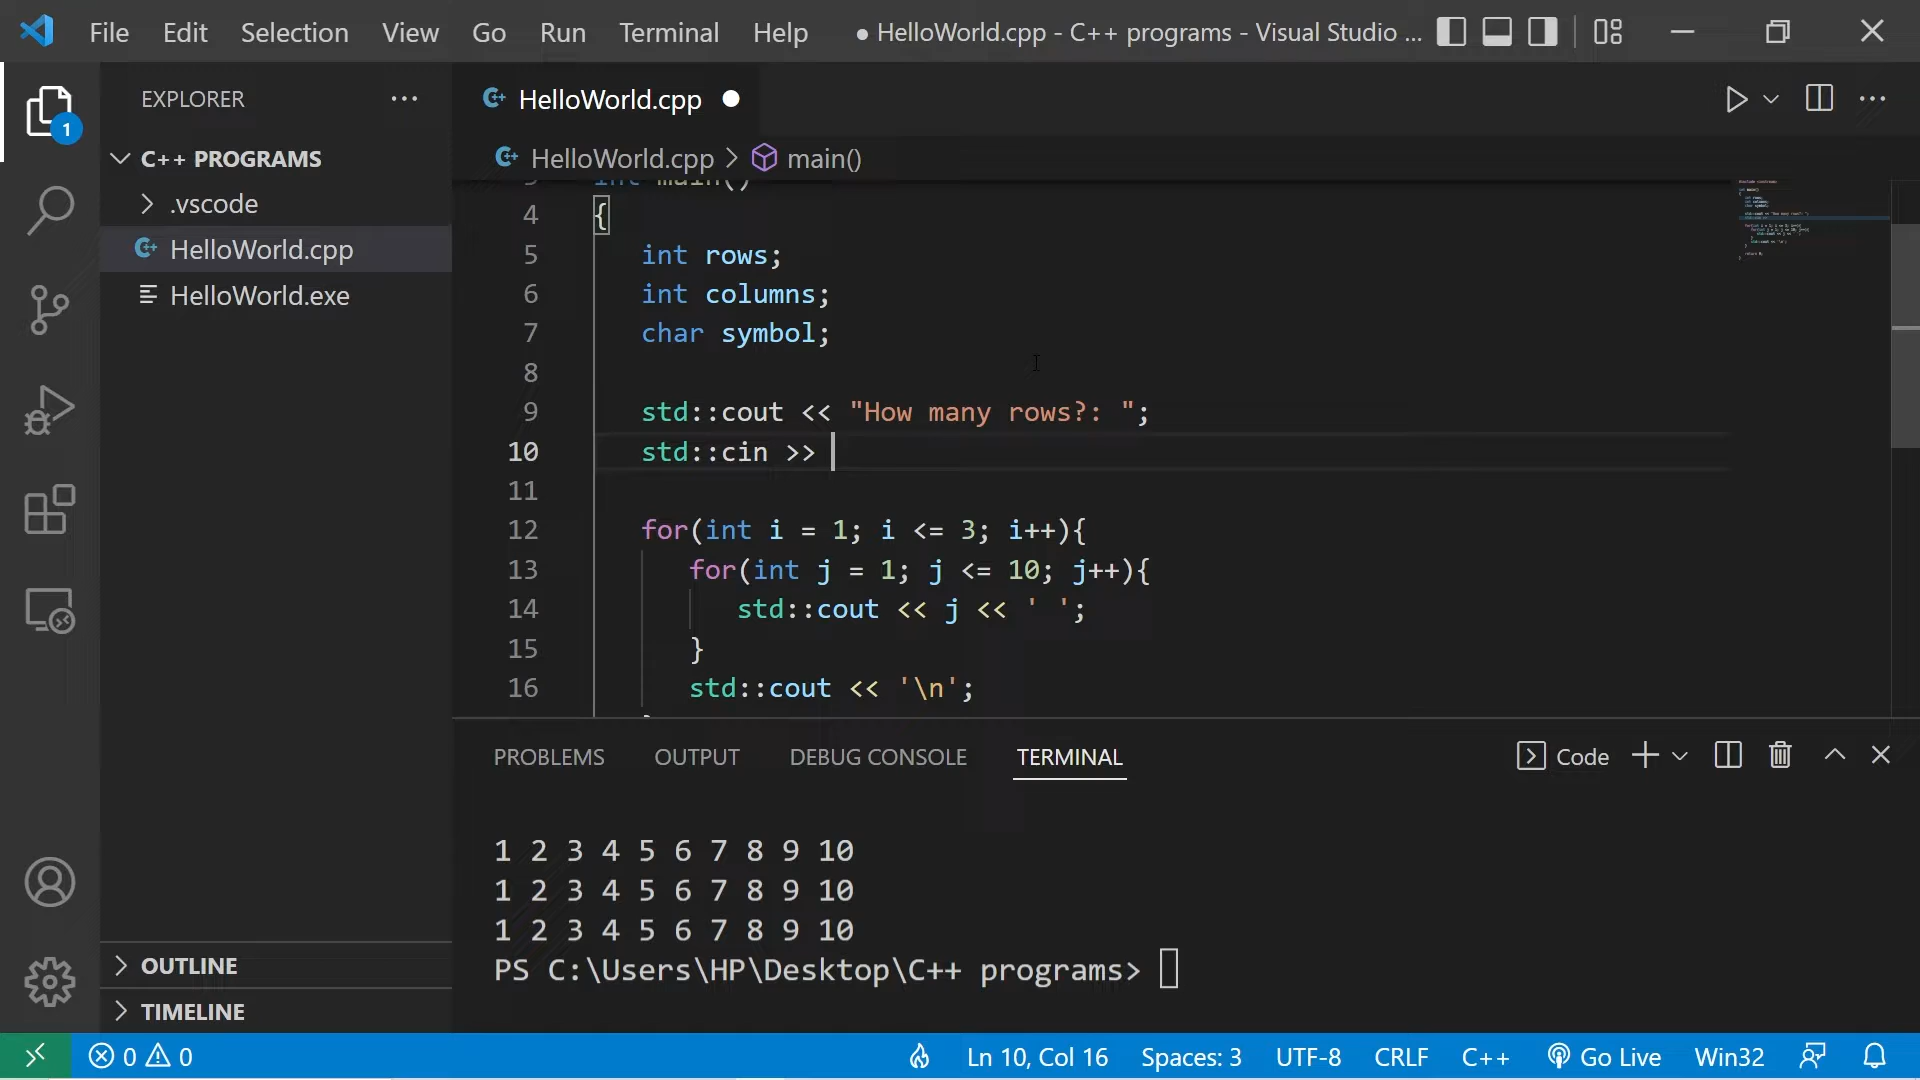 File Edit Selection View Go Run Terminal Help ● HelloWorld.cpp - C++ programs - Visual Studio ...
EXPLORER ...
1
C++ PROGRAMS
.vscode
HelloWorld.cpp
HelloWorld.exe
OUTLINE
TIMELINE
HelloWorld.cpp ●
HelloWorld.cpp > main()
3 int main()
4 {
5 int rows;
6 int columns;
7 char symbol;
8
9 std::cout << "How many rows?: ";
10 std::cin >>
11
12 for(int i = 1; i <= 3; i++){
13 for(int j = 1; j <= 10; j++){
14 std::cout << j << ' ';
15 }
16 std::cout << '\n';
PROBLEMS OUTPUT DEBUG CONSOLE TERMINAL Code
1 2 3 4 5 6 7 8 9 10
1 2 3 4 5 6 7 8 9 10
1 2 3 4 5 6 7 8 9 10
PS C:\Users\HP\Desktop\C++ programs>
0 0 Ln 10, Col 16 Spaces: 3 UTF-8 CRLF C++ Go Live Win32